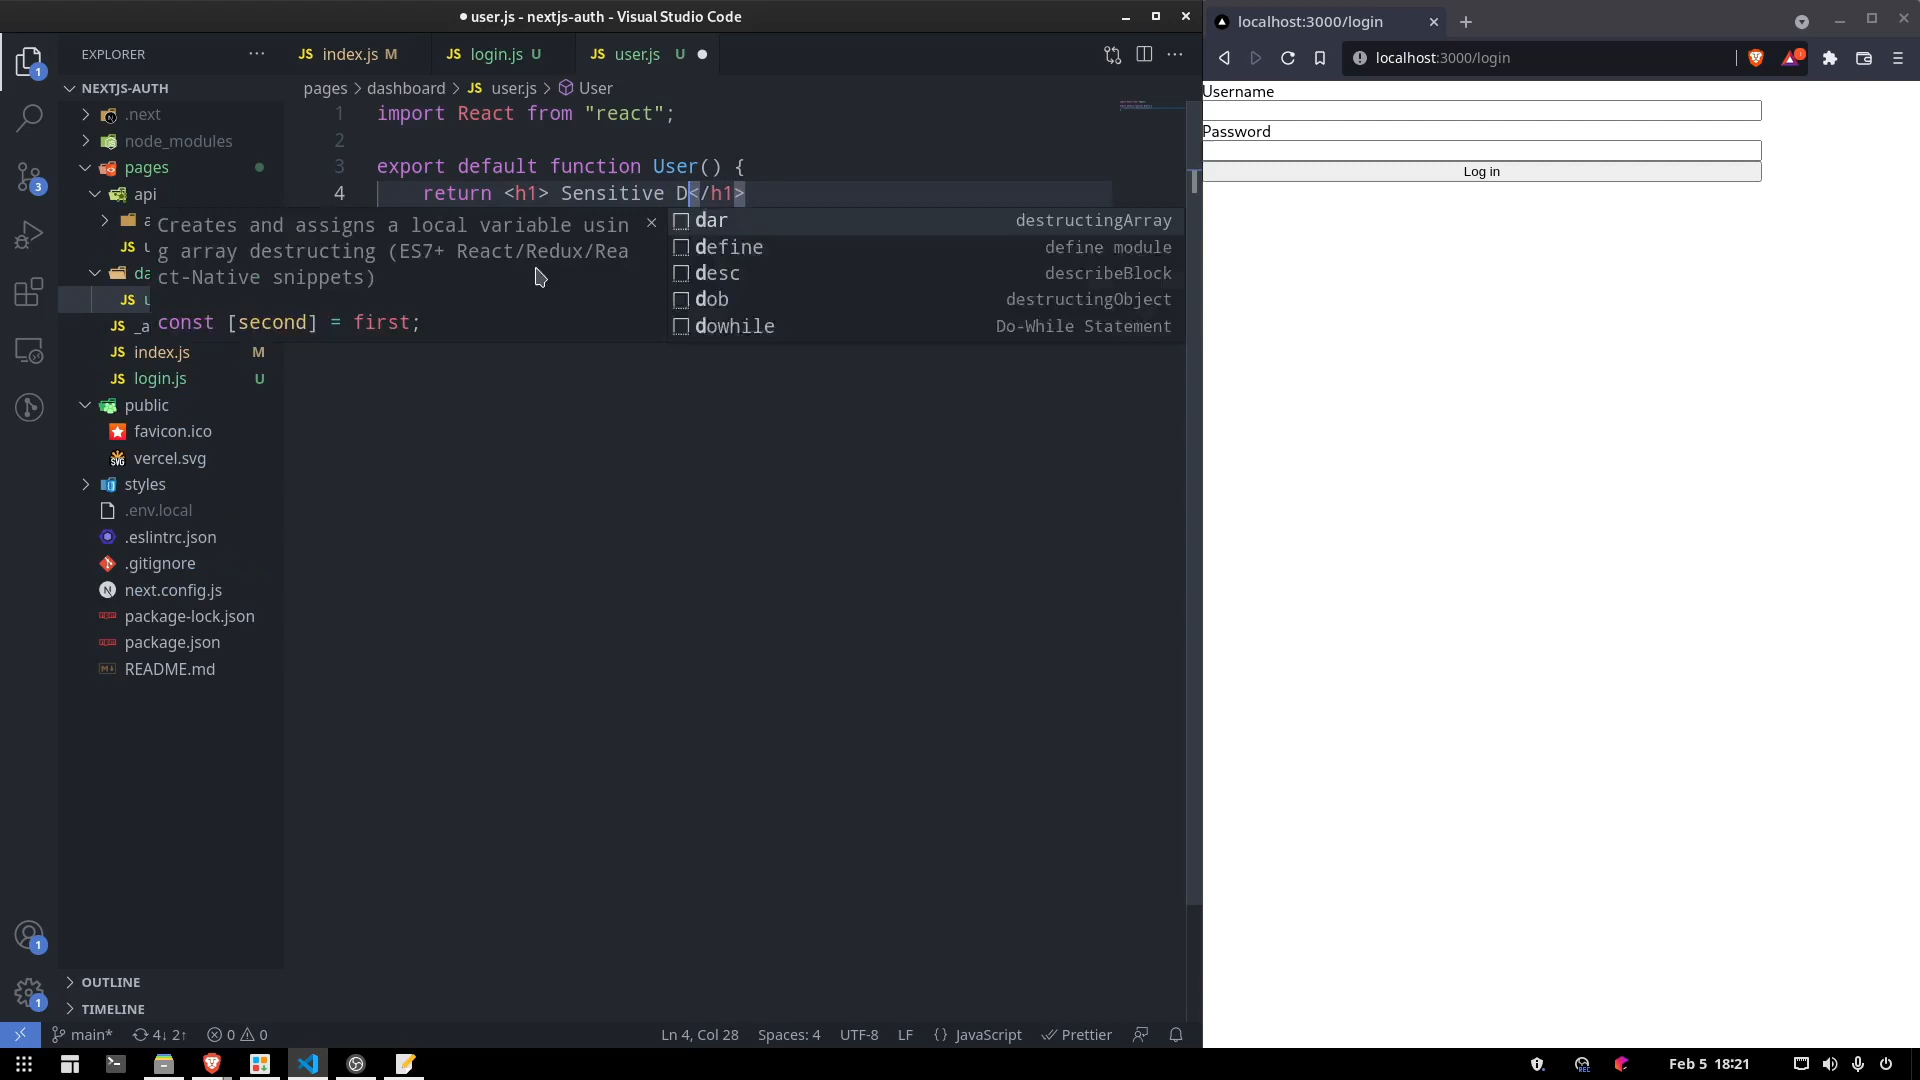 user.js - nextjs-auth - Visual Studio Code
EXPLORER
index.js M
login.js U
user.js U
NEXTJS-AUTH
pages > dashboard > JS user.js > User
.next
node_modules
pages
api
a
u
da
u
_a
index.js M
login.js U
public
favicon.ico
vercel.svg
styles
.env.local
.eslintrc.json
.gitignore
next.config.js
package-lock.json
package.json
README.md
OUTLINE
TIMELINE
1 import React from "react";
2
3 export default function User() {
4 return <h1> Sensitive D</h1>
Creates and assigns a local variable usin
g array destructing (ES7+ React/Redux/Rea
ct-Native snippets)
const [second] = first;
dar destructingArray
define define module
desc describeBlock
dob destructingObject
dowhile Do-While Statement
main* 4↓ 2↑ 0 0
Ln 4, Col 28 Spaces: 4 UTF-8 LF {} JavaScript Prettier
localhost:3000/login
localhost:3000/login
Username
Password
Log in
Feb 5 18:21